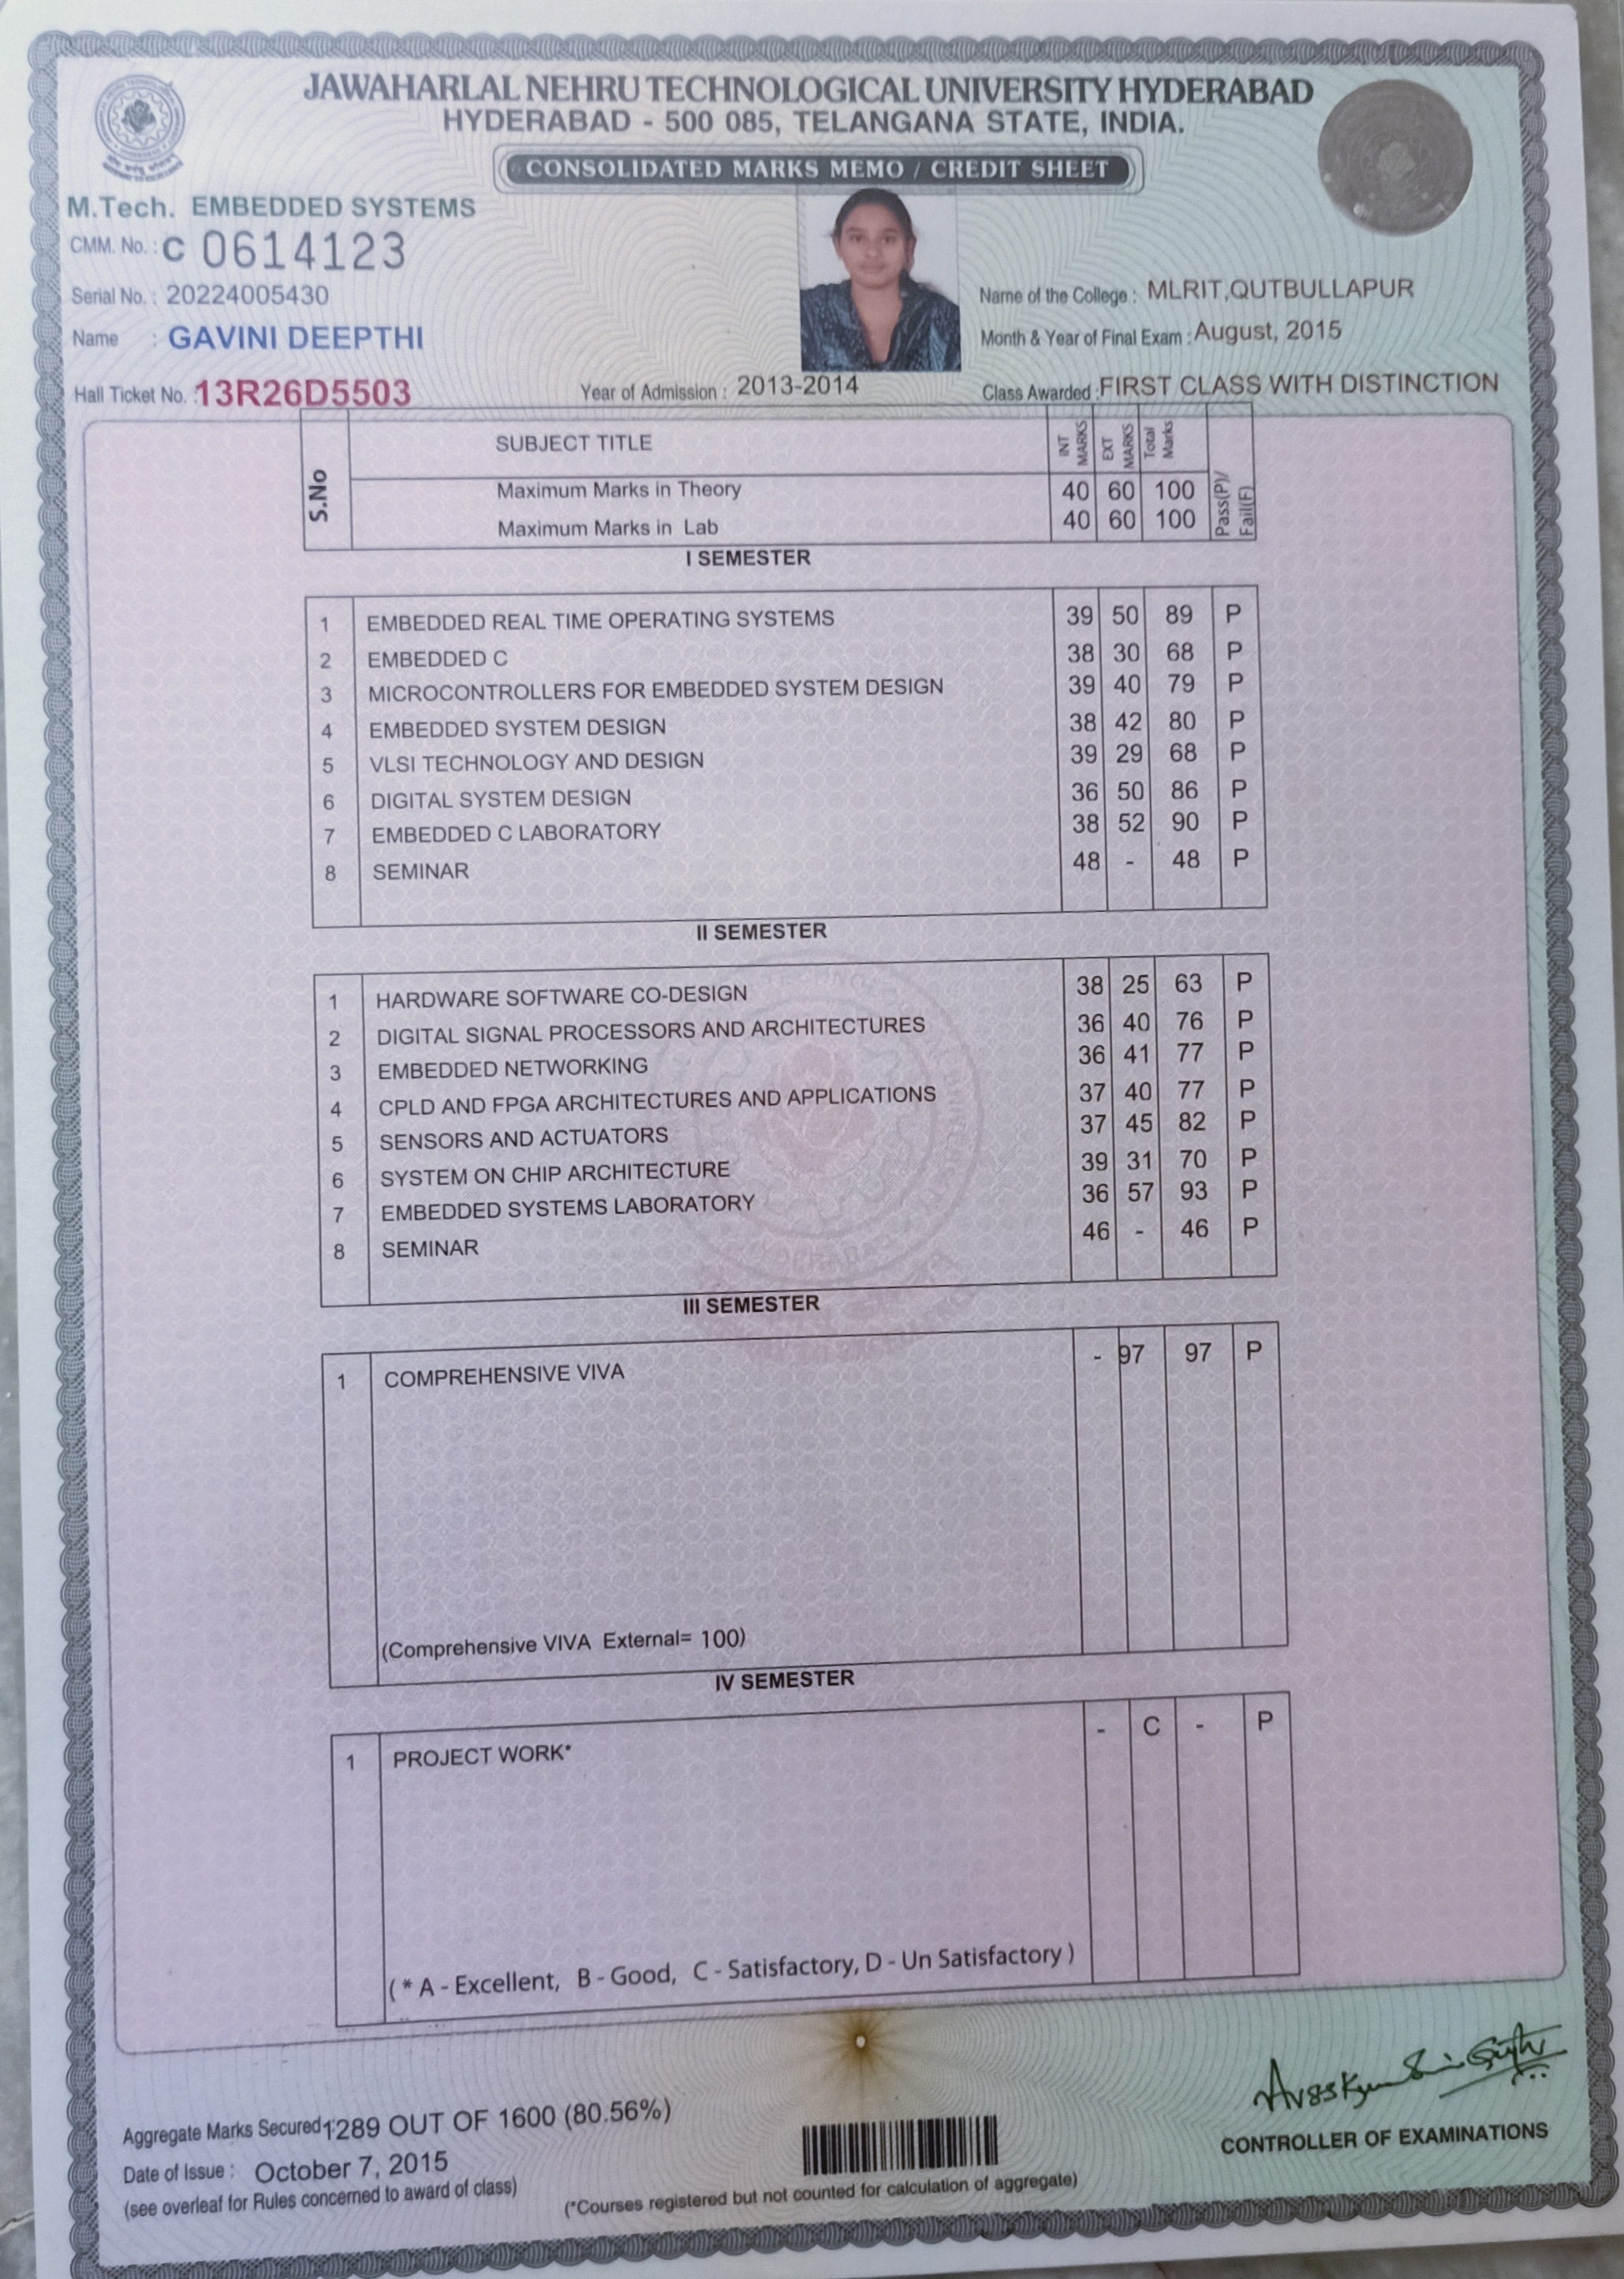 JAWAHARLAL NEHRU TECHNOLOGICAL UNIVERSITY HYDERABAD
HYDERABAD - 500 085, TELANGANA STATE, INDIA.
CONSOLIDATED MARKS MEMO / CREDIT SHEET
M.Tech. EMBEDDED SYSTEMS
CMM. No. : C 0614123
Serial No. : 20224005430
Name of the College : MLRIT,QUTBULLAPUR
Name : GAVINI DEEPTHI
Month & Year of Final Exam : August, 2015
Hall Ticket No. : 13R26D5503
Year of Admission : 2013-2014
Class Awarded : FIRST CLASS WITH DISTINCTION
S.No SUBJECT TITLE INT MARKS EXT MARKS Total Marks Pass(P)/ Fail(F)
Maximum Marks in Theory 40 60 100
Maximum Marks in Lab 40 60 100
I SEMESTER
1 EMBEDDED REAL TIME OPERATING SYSTEMS 39 50 89 P
2 EMBEDDED C 38 30 68 P
3 MICROCONTROLLERS FOR EMBEDDED SYSTEM DESIGN 39 40 79 P
4 EMBEDDED SYSTEM DESIGN 38 42 80 P
5 VLSI TECHNOLOGY AND DESIGN 39 29 68 P
6 DIGITAL SYSTEM DESIGN 36 50 86 P
7 EMBEDDED C LABORATORY 38 52 90 P
8 SEMINAR 48 - 48 P
II SEMESTER
1 HARDWARE SOFTWARE CO-DESIGN 38 25 63 P
2 DIGITAL SIGNAL PROCESSORS AND ARCHITECTURES 36 40 76 P
3 EMBEDDED NETWORKING 36 41 77 P
4 CPLD AND FPGA ARCHITECTURES AND APPLICATIONS 37 40 77 P
5 SENSORS AND ACTUATORS 37 45 82 P
6 SYSTEM ON CHIP ARCHITECTURE 39 31 70 P
7 EMBEDDED SYSTEMS LABORATORY 36 57 93 P
8 SEMINAR 46 - 46 P
III SEMESTER
1 COMPREHENSIVE VIVA - 97 97 P
(Comprehensive VIVA External= 100)
IV SEMESTER
1 PROJECT WORK* - C - P
( * A - Excellent, B - Good, C - Satisfactory, D - Un Satisfactory )
Aggregate Marks Secured 1289 OUT OF 1600 (80.56%)
CONTROLLER OF EXAMINATIONS
Date of Issue : October 7, 2015
(see overleaf for Rules concerned to award of class)
(*Courses registered but not counted for calculation of aggregate)